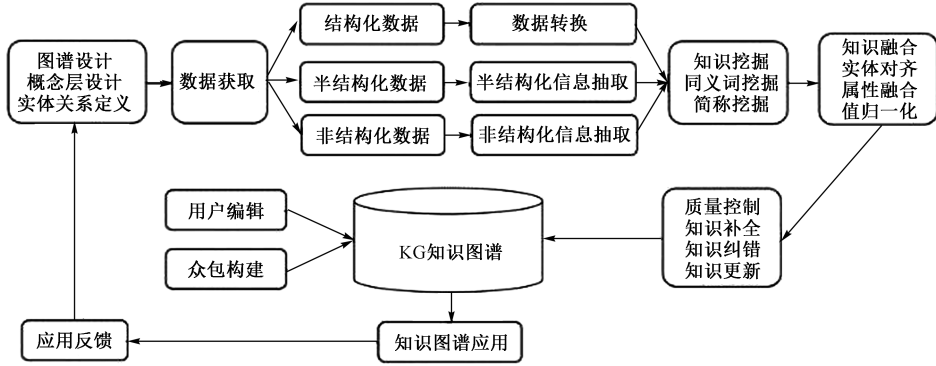 图谱设计
概念层设计
实体关系定义
数据获取
结构化数据
数据转换
半结构化数据
半结构化信息抽取
非结构化数据
非结构化信息抽取
知识挖掘
同义词挖掘
简称挖掘
知识融合
实体对齐
属性融合
值归一化
质量控制
知识补全
知识纠错
知识更新
用户编辑
众包构建
KG知识图谱
知识图谱应用
应用反馈